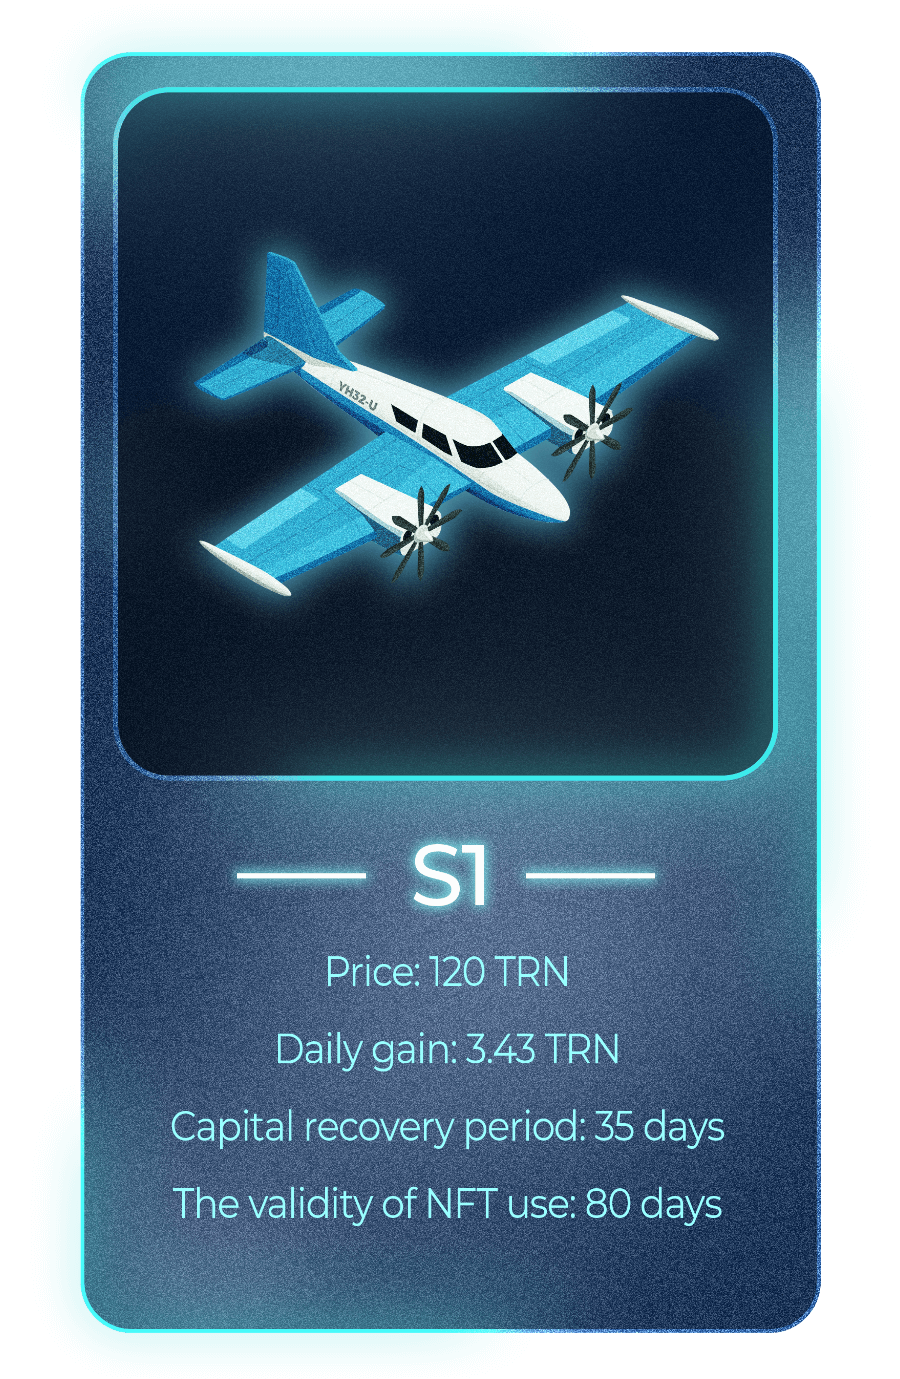 YH32-U
S1
Price: 120 TRN
Daily gain: 3.43 TRN
Capital recovery period: 35 days
The validity of NFT use: 80 days